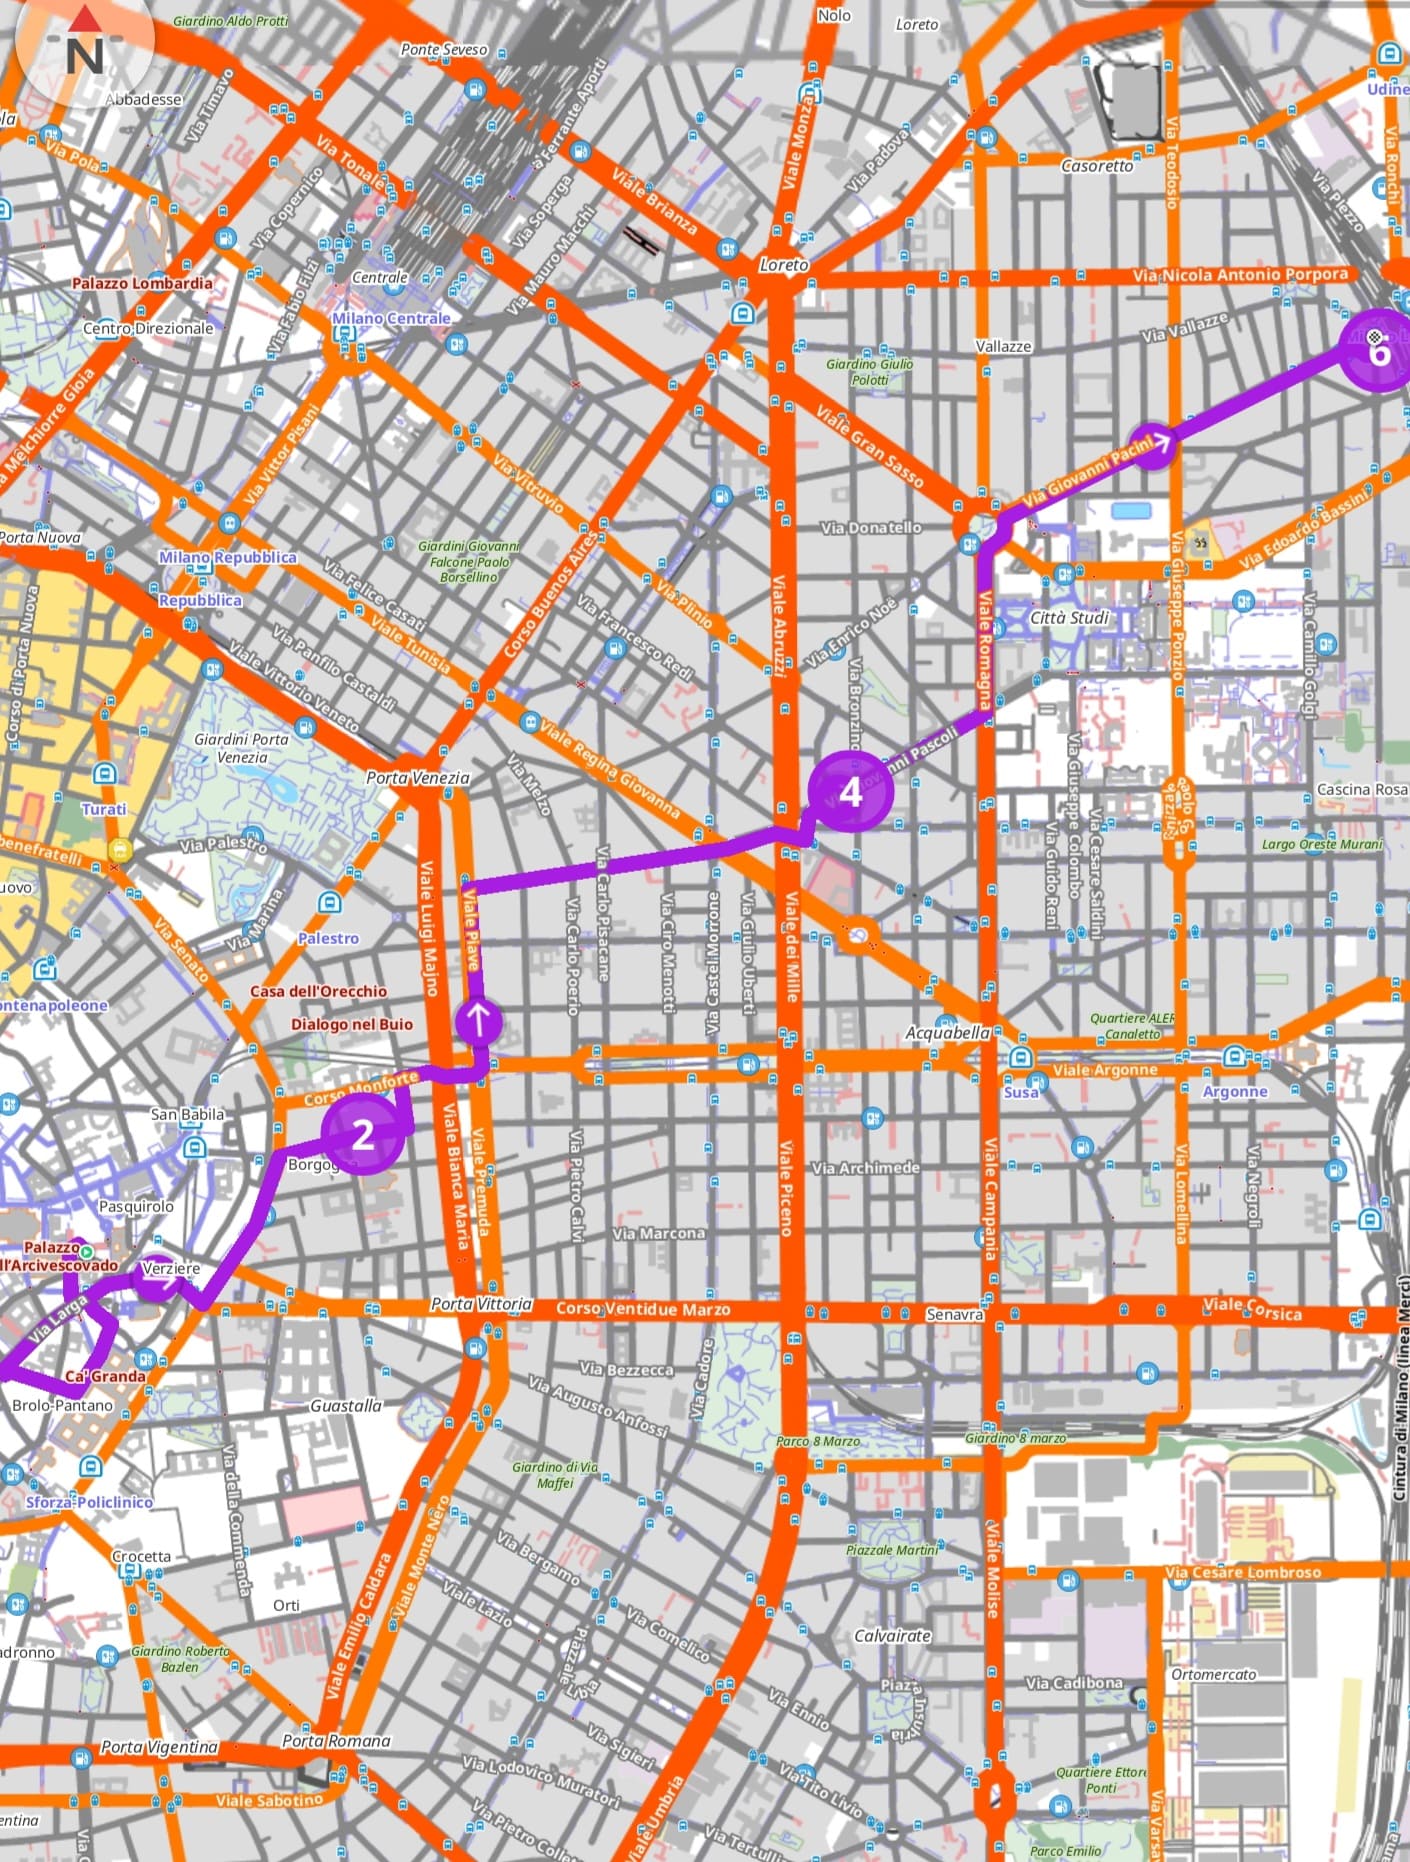 Giardino Aldo Protti
Nolo
Loreto
Ponte Seveso
N
Abbadesse
Via Timavo
Via Ferrante Aporti
Udine
Viale Monza
Via Pola
Via Tonale
Via Padova
Casoretto
Via Teodosio
Via Ronchi
Via Copernico
Via Soperga
Viale Brianza
Via Piezzo
Via Mauro Macchi
Via Fabio Filzi
Loreto
Palazzo Lombardia
Centrale
Via Nicola Antonio Porpora
Centro Direzionale
Milano Centrale
Via Vallazze
Vallazze
6
Giardino Giulio
Polotti
Melchiorre Gioia
Via Vittor Pisani
Viale Gran Sasso
Via Giovanni Pacini
Via Vitruvio
Porta Nuova
Via Donatello
Via Edoardo Bassini
Milano Repubblica
Giardini Giovanni
Falcone Paolo
Borsellino
Corso Buenos Aires
Repubblica
Via Felice Casati
Via Plinio
Viale Abruzzi
Via Giuseppe Ponzio
Corso di Porta Nuova
Via Panfilo Castaldi
Viale Tunisia
Via Francesco Redi
Via Enrico Noë
Viale Romagna
Città Studi
Via Camillo Golgi
Viale Vittorio Veneto
Via Bronzino
Giardini Porta
Venezia
Viale Regina Giovanna
nni Pascoli
Porta Venezia
Via Melzo
4
Via Giuseppe Colombo
Cascina Rosa
Turati
Via Cesare Saldini
Via Guido Reni
benefratelli
Via Palestro
Largo Oreste Murani
uovo
Viale Luigi Majno
Viale Piave
Via Carlo Pisacane
Via Carlo Poerio
Via Ciro Menotti
Via Castel Morrone
Via Giulio Uberti
Viale dei Mille
Via Senato
Via Marina
Palestro
Casa dell'Orecchio
ontenapoleone
Dialogo nel Buio
Acquabella
Quartiere ALER
Canaletto
Viale Argonne
Corso Monforte
Susa
Argonne
San Babila
2
Borgog
Viale Bianca Maria
Viale Premuda
Via Pietro Calvi
Viale Piceno
Via Archimede
Viale Campania
Via Lomellina
Via Negroli
Pasquirolo
Via Marcona
Palazzo
ll'Arcivescovado
Verziere
Via Larga
Porta Vittoria
Corso Ventidue Marzo
Senavra
Viale Corsica
Cintura di Milano (linea Merci)
Ca' Granda
Via Bezzecca
Via Cadore
Brolo-Pantano
Guastalla
Via Augusto Anfossi
Parco 8 Marzo
Giardino 8 marzo
Via della Commenda
Giardino di Via
Maffei
Sforza-Policlinico
Viale Monte Nero
Viale Emilio Caldara
Crocetta
Via Bergamo
Piazzale Martini
Viale Molise
Via Cesare Lombroso
Orti
Viale Lazio
Via Comelico
Calvairate
adronno
Giardino Roberto
Bazlen
Piazzale Libia
Ortomercato
Piazza Insubria
Via Cadibona
Via Ennio
Porta Vigentina
Porta Romana
Via Sigieri
Via Lodovico Muratori
Via Tito Livio
Quartiere Ettore
Ponti
Viale Sabotino
Viale Umbria
entina
Via Pietro Colle
Via Tertulli
Parco Emilio
Via Varsa